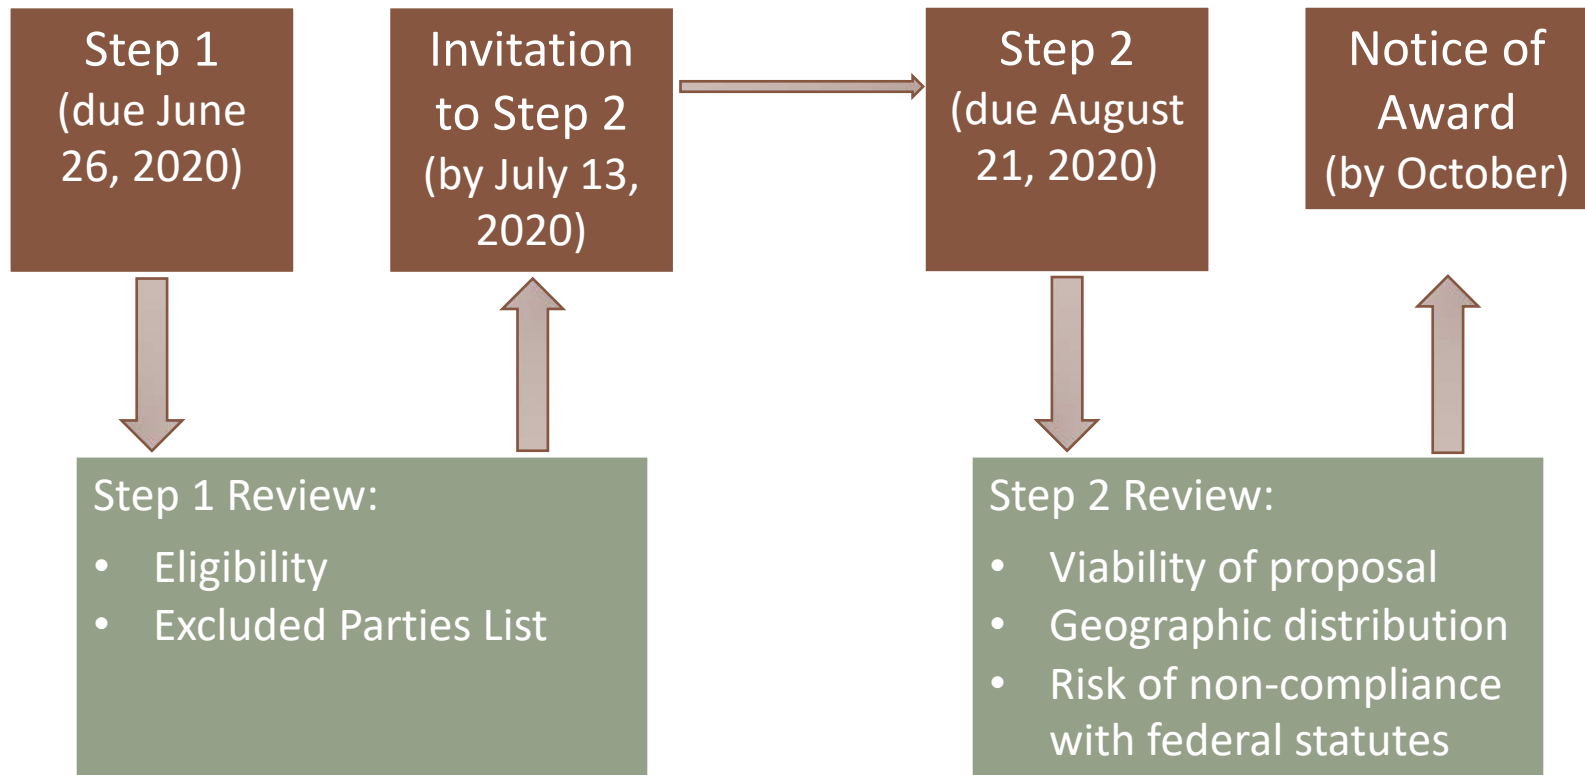 Step 1
(due June
26, 2020)
Invitation
to Step 2
(by July 13,
2020)
Step 2
(due August
21, 2020)
Notice of
Award
(by October)
Step 1 Review:
• Eligibility
• Excluded Parties List
Step 2 Review:
• Viability of proposal
• Geographic distribution
• Risk of non-compliance
with federal statutes